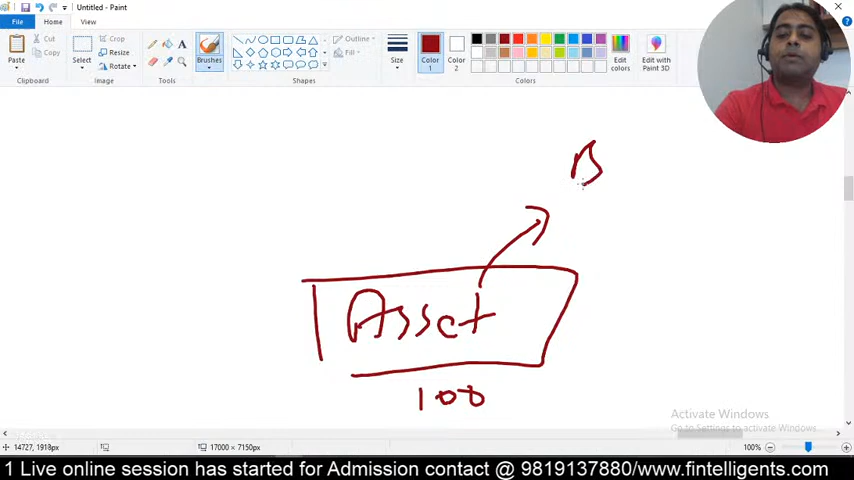 Untitled - Paint
File
Home
View
Paste
Cut
Copy
Clipboard
Select
Crop
Resize
Rotate
Image
Tools
Brushes
Outline
Fill
Shapes
Size
Color 1
Color 2
Edit colors
Edit with Paint 3D
Colors
B
Asset
100
Activate Windows
Go to Settings to activate Windows.
14727, 1918px
17000 × 7150px
100%
1 Live online session has started for Admission contact @ 9819137880/www.fintelligents.com